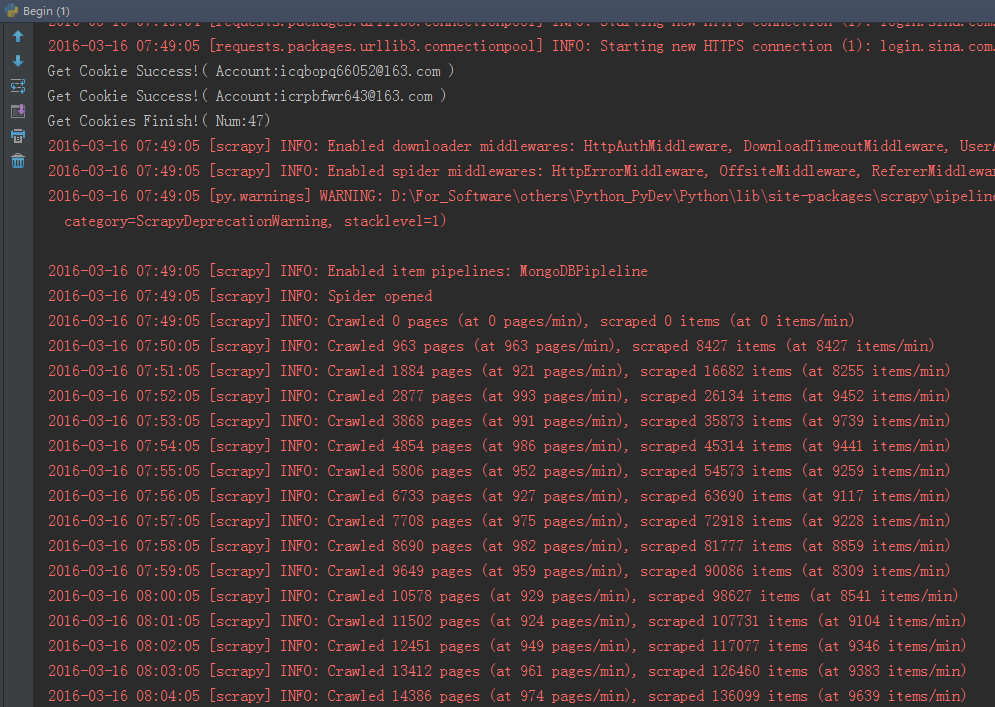 Begin (1)
2016-03-16 07:49:05 [requests.packages.urllib3.connectionpool] INFO: Starting new HTTPS connection (1): login.sina.com.
Get Cookie Success!( Account:icqbopq66052@163.com )
Get Cookie Success!( Account:icrpbfwr643@163.com )
Get Cookies Finish!( Num:47)
2016-03-16 07:49:05 [scrapy] INFO: Enabled downloader middlewares: HttpAuthMiddleware, DownloadTimeoutMiddleware, UserA
2016-03-16 07:49:05 [scrapy] INFO: Enabled spider middlewares: HttpErrorMiddleware, OffsiteMiddleware, RefererMiddlewar
2016-03-16 07:49:05 [py.warnings] WARNING: D:\For_Software\others\Python_PyDev\Python\lib\site-packages\scrapy\pipeline
category=ScrapyDeprecationWarning, stacklevel=1)
2016-03-16 07:49:05 [scrapy] INFO: Enabled item pipelines: MongoDBPipleline
2016-03-16 07:49:05 [scrapy] INFO: Spider opened
2016-03-16 07:49:05 [scrapy] INFO: Crawled 0 pages (at 0 pages/min), scraped 0 items (at 0 items/min)
2016-03-16 07:50:05 [scrapy] INFO: Crawled 963 pages (at 963 pages/min), scraped 8427 items (at 8427 items/min)
2016-03-16 07:51:05 [scrapy] INFO: Crawled 1884 pages (at 921 pages/min), scraped 16682 items (at 8255 items/min)
2016-03-16 07:52:05 [scrapy] INFO: Crawled 2877 pages (at 993 pages/min), scraped 26134 items (at 9452 items/min)
2016-03-16 07:53:05 [scrapy] INFO: Crawled 3868 pages (at 991 pages/min), scraped 35873 items (at 9739 items/min)
2016-03-16 07:54:05 [scrapy] INFO: Crawled 4854 pages (at 986 pages/min), scraped 45314 items (at 9441 items/min)
2016-03-16 07:55:05 [scrapy] INFO: Crawled 5806 pages (at 952 pages/min), scraped 54573 items (at 9259 items/min)
2016-03-16 07:56:05 [scrapy] INFO: Crawled 6733 pages (at 927 pages/min), scraped 63690 items (at 9117 items/min)
2016-03-16 07:57:05 [scrapy] INFO: Crawled 7708 pages (at 975 pages/min), scraped 72918 items (at 9228 items/min)
2016-03-16 07:58:05 [scrapy] INFO: Crawled 8690 pages (at 982 pages/min), scraped 81777 items (at 8859 items/min)
2016-03-16 07:59:05 [scrapy] INFO: Crawled 9649 pages (at 959 pages/min), scraped 90086 items (at 8309 items/min)
2016-03-16 08:00:05 [scrapy] INFO: Crawled 10578 pages (at 929 pages/min), scraped 98627 items (at 8541 items/min)
2016-03-16 08:01:05 [scrapy] INFO: Crawled 11502 pages (at 924 pages/min), scraped 107731 items (at 9104 items/min)
2016-03-16 08:02:05 [scrapy] INFO: Crawled 12451 pages (at 949 pages/min), scraped 117077 items (at 9346 items/min)
2016-03-16 08:03:05 [scrapy] INFO: Crawled 13412 pages (at 961 pages/min), scraped 126460 items (at 9383 items/min)
2016-03-16 08:04:05 [scrapy] INFO: Crawled 14386 pages (at 974 pages/min), scraped 136099 items (at 9639 items/min)